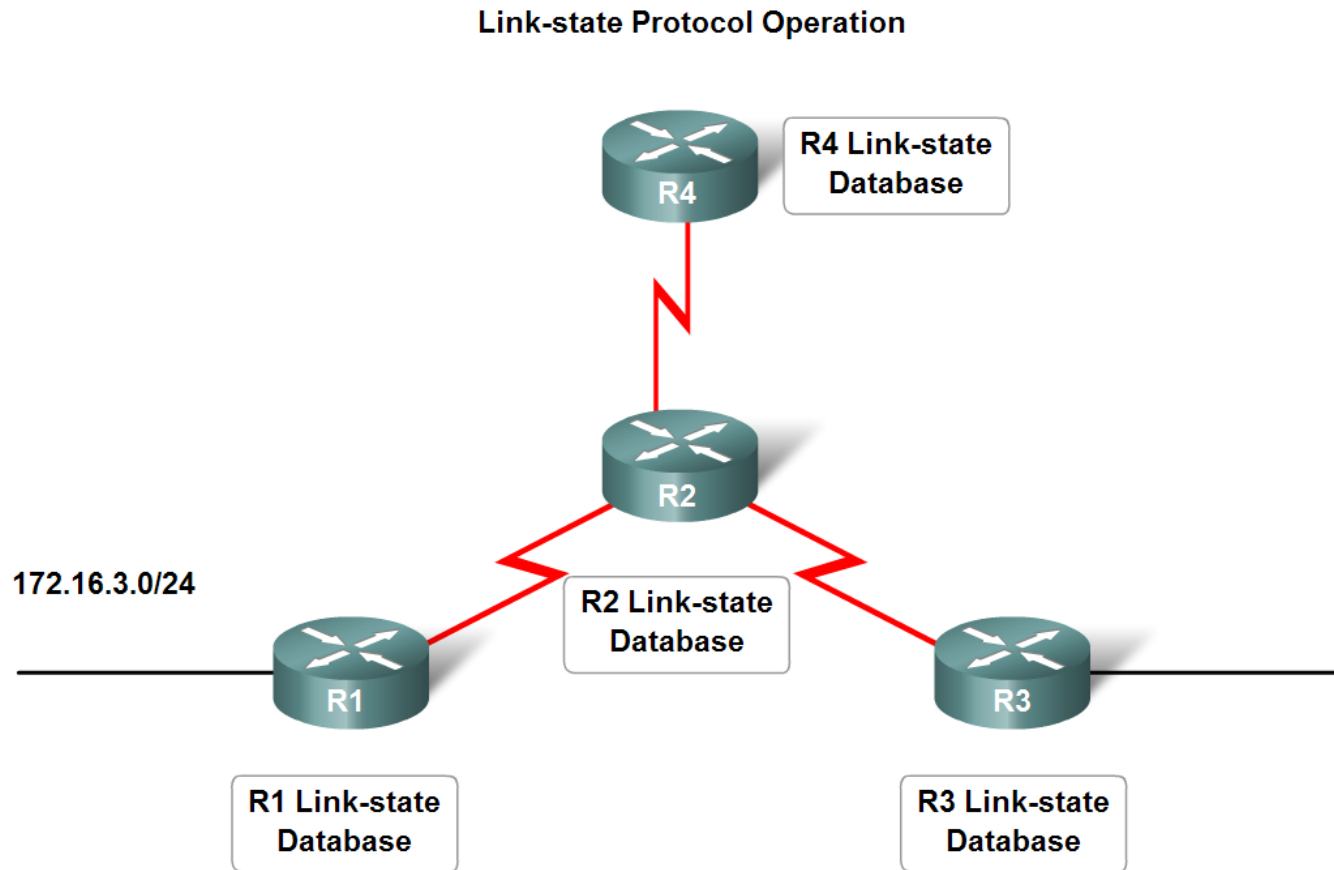 Link-state Protocol Operation
R4
R4 Link-state
Database
R2
172.16.3.0/24
R2 Link-state
Database
R1
R3
R1 Link-state
Database
R3 Link-state
Database